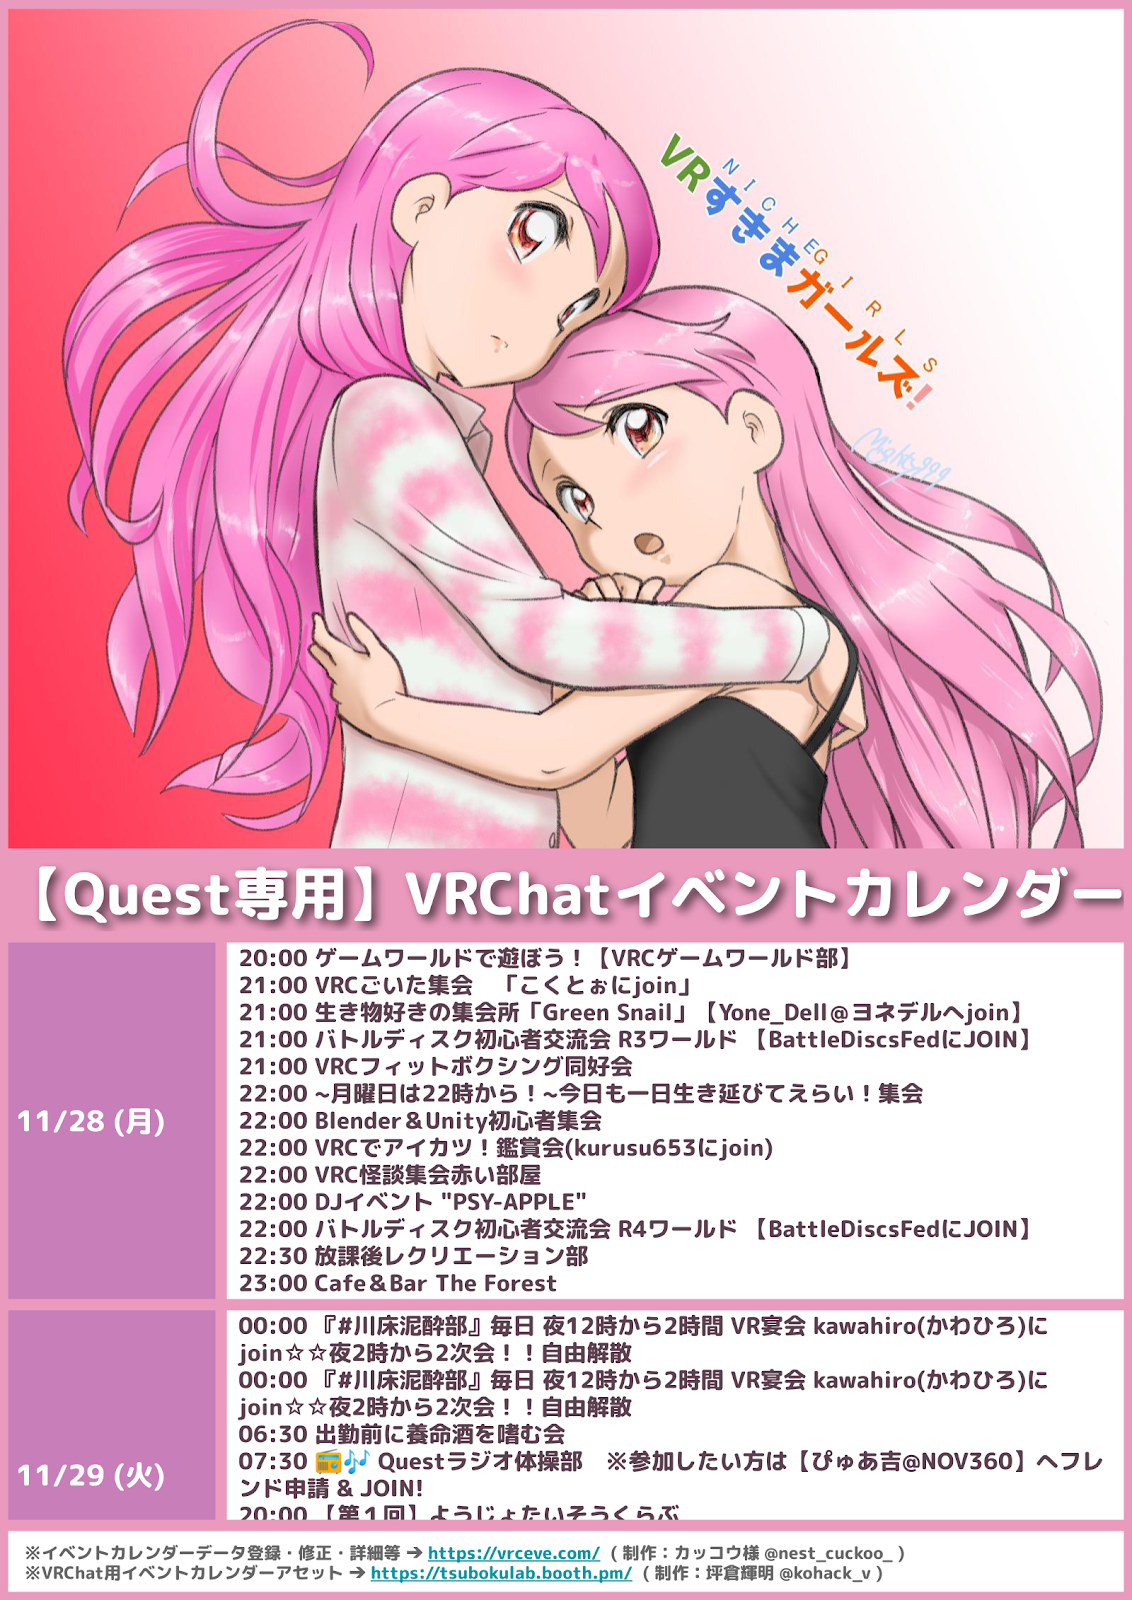 NICHE GIRLS
VRすきまガールズ!
Mighty999
【Quest専用】VRChatイベントカレンダー
11/28 (月)
20:00 ゲームワールドで遊ぼう！【VRCゲームワールド部】
21:00 VRCごいた集会　「こくとぉにjoin」
21:00 生き物好きの集会所「Green Snail」【Yone_Dell@ヨネデルへjoin】
21:00 バトルディスク初心者交流会 R3ワールド 【BattleDiscsFedにJOIN】
21:00 VRCフィットボクシング同好会
22:00 ~月曜日は22時から！~今日も一日生き延びてえらい！集会
22:00 Blender＆Unity初心者集会
22:00 VRCでアイカツ！鑑賞会(kurusu653にjoin)
22:00 VRC怪談集会赤い部屋
22:00 DJイベント "PSY-APPLE"
22:00 バトルディスク初心者交流会 R4ワールド 【BattleDiscsFedにJOIN】
22:30 放課後レクリエーション部
23:00 Cafe＆Bar The Forest
11/29 (火)
00:00 『#川床泥酔部』毎日 夜12時から2時間 VR宴会 kawahiro(かわひろ)に
join☆☆夜2時から2次会！！自由解散
00:00 『#川床泥酔部』毎日 夜12時から2時間 VR宴会 kawahiro(かわひろ)に
join☆☆夜2時から2次会！！自由解散
06:30 出勤前に養命酒を嗜む会
07:30 📻🎶 Questラジオ体操部　※参加したい方は【ぴゅあ吉@NOV360】へフレ
ンド申請 & JOIN!
20:00 【第１回】ようじょたいそうくらぶ
※イベントカレンダーデータ登録・修正・詳細等 ➔ https://vrceve.com/ （ 制作：カッコウ様 @nest_cuckoo_ ）
※VRChat用イベントカレンダーアセット ➔ https://tsubokulab.booth.pm/ （ 制作：坪倉輝明 @kohack_v ）